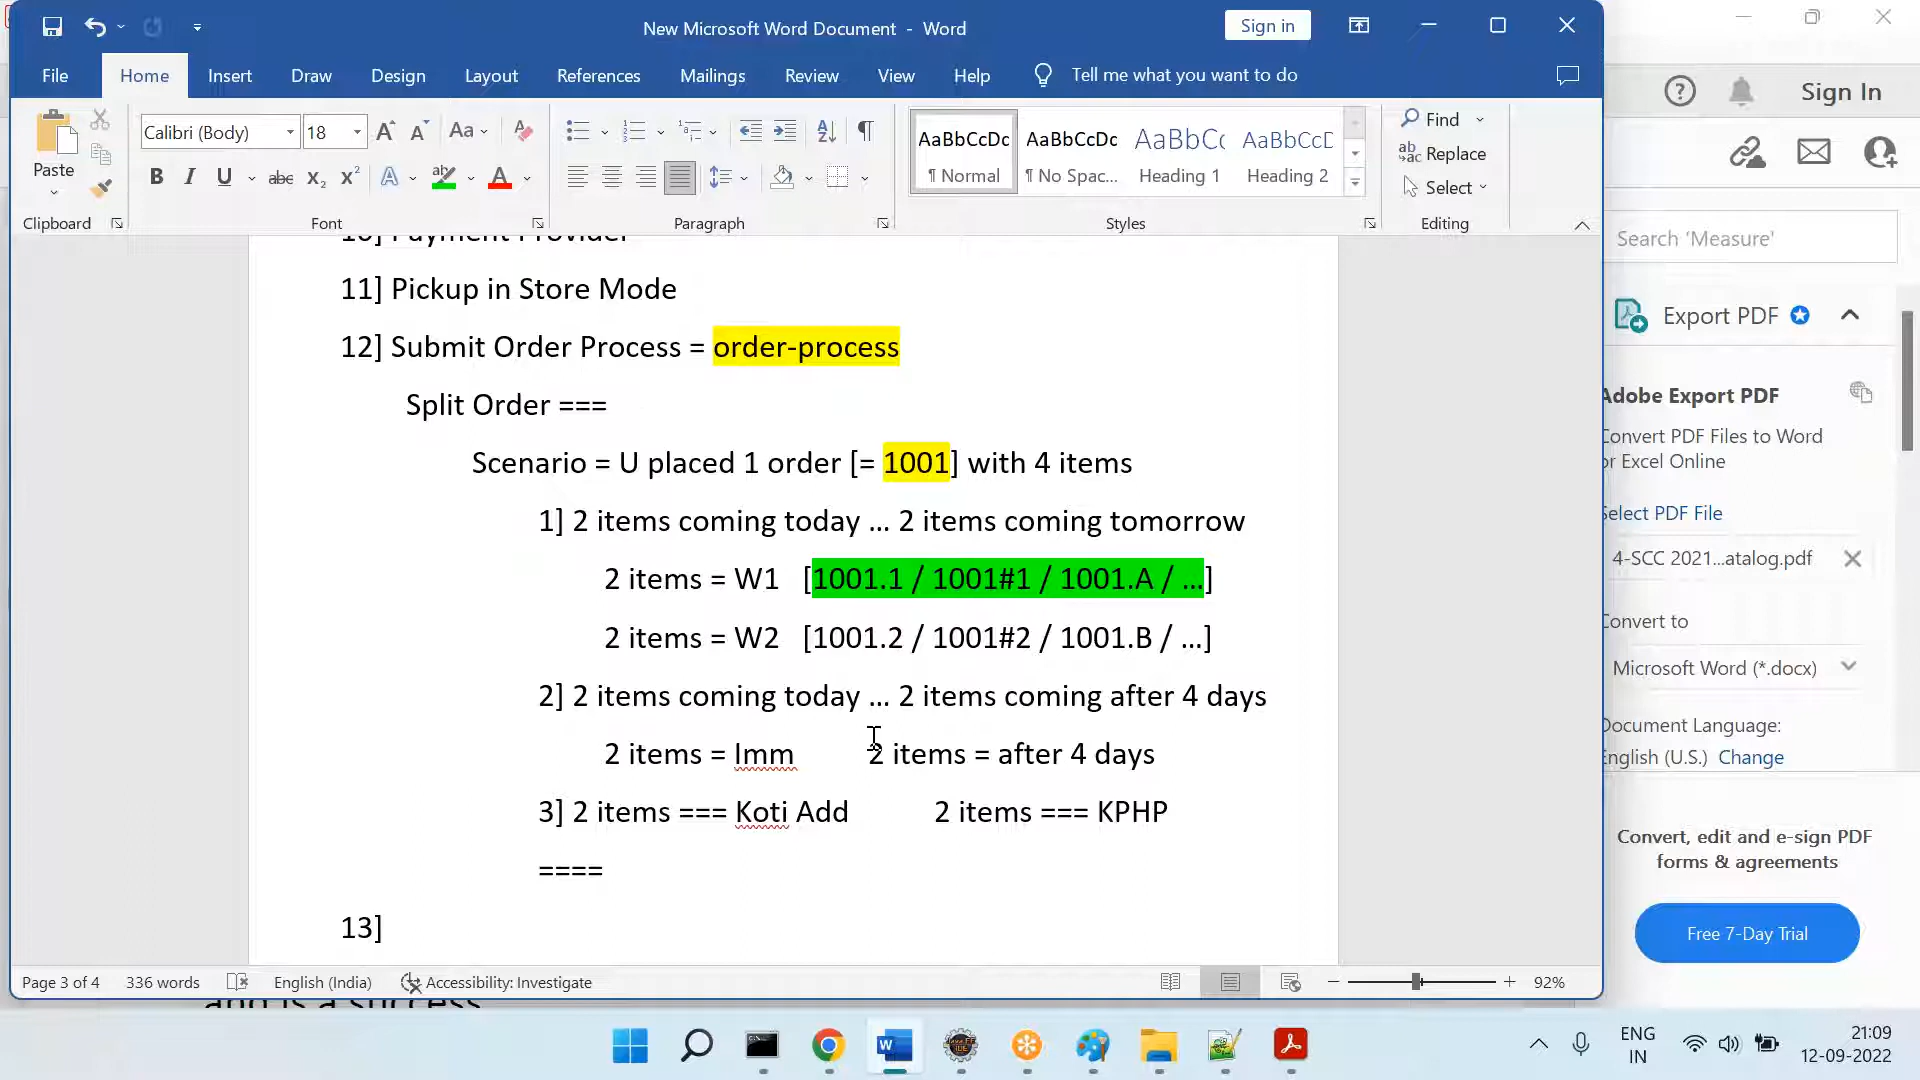 New Microsoft Word Document - Word
Sign in
File Home Insert Draw Design Layout References Mailings Review View Help Tell me what you want to do
Sign In
Paste
Calibri (Body) 18
AaBbCcDc AaBbCcDc AaBbCc AaBbCcD
¶ Normal ¶ No Spac... Heading 1 Heading 2
Find
Replace
Select
Clipboard Font Paragraph Styles Editing
Search 'Measure'
10] Payment Provider
11] Pickup in Store Mode
12] Submit Order Process = order-process
Split Order ===
Scenario = U placed 1 order [= 1001] with 4 items
1] 2 items coming today ... 2 items coming tomorrow
2 items = W1 [1001.1 / 1001#1 / 1001.A / ...]
2 items = W2 [1001.2 / 1001#2 / 1001.B / ...]
2] 2 items coming today ... 2 items coming after 4 days
2 items = Imm 2 items = after 4 days
3] 2 items === Koti Add 2 items === KPHP
====
13]
Export PDF
Adobe Export PDF
Convert PDF Files to Word
or Excel Online
Select PDF File
4-SCC 2021...atalog.pdf
Convert to
Microsoft Word (*.docx)
Document Language:
English (U.S.) Change
Convert, edit and e-sign PDF
forms & agreements
Free 7-Day Trial
Page 3 of 4 336 words English (India) Accessibility: Investigate 92%
and is a success
ENG
IN
21:09
12-09-2022